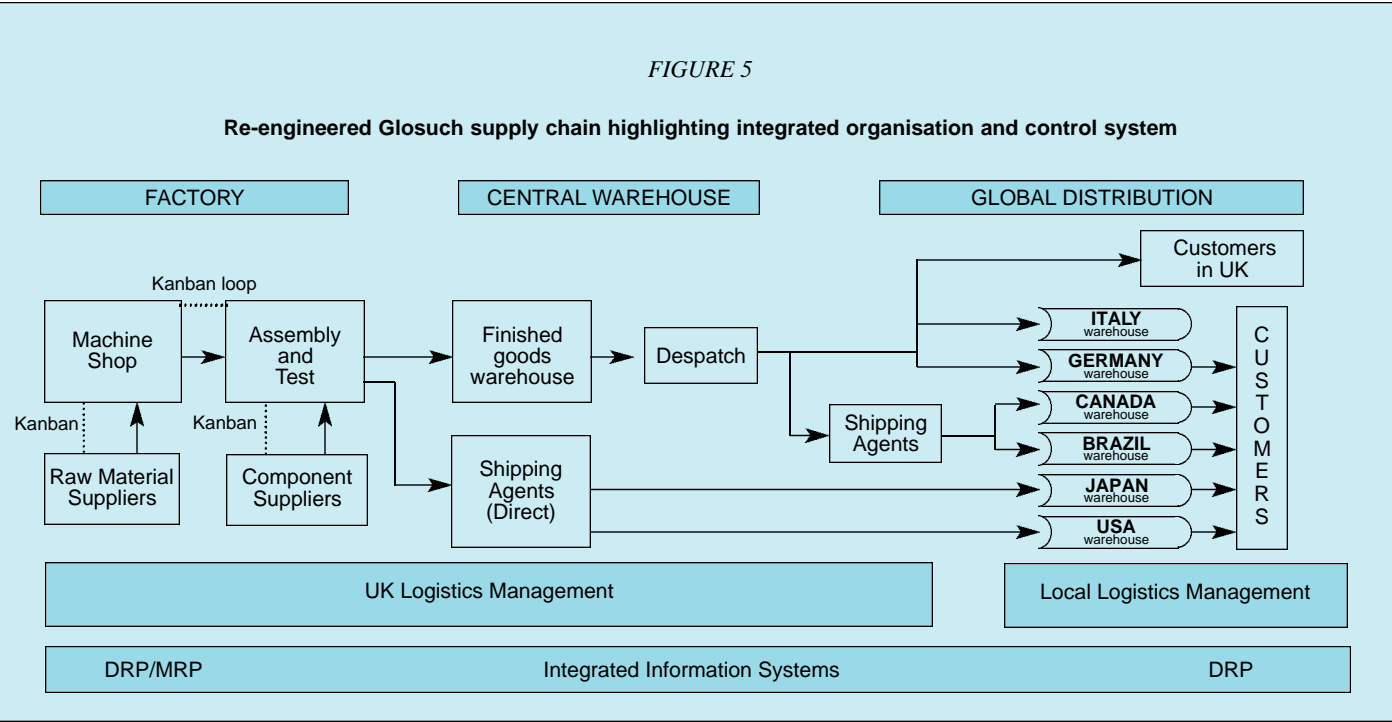 FIGURE 5
Re-engineered Glosuch supply chain highlighting integrated organisation and control system
FACTORY
CENTRAL WAREHOUSE
GLOBAL DISTRIBUTION
Kanban loop
Machine
Shop
Assembly
and
Test
Kanban
Kanban
Raw Material
Suppliers
Component
Suppliers
Finished
goods
warehouse
Shipping
Agents
(Direct)
Despatch
Shipping
Agents
Customers
in UK
ITALY
warehouse
GERMANY
warehouse
CANADA
warehouse
BRAZIL
warehouse
JAPAN
warehouse
USA
warehouse
C
U
S
T
O
M
E
R
S
UK Logistics Management
Local Logistics Management
DRP/MRP
Integrated Information Systems
DRP